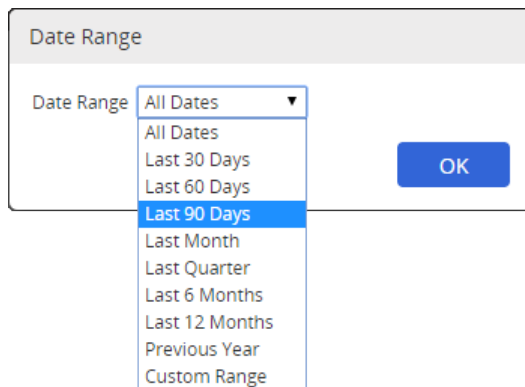 Date Range
Date Range All Dates
All Dates
Last 30 Days
Last 60 Days
OK
Last 90 Days
Last Month
Last Quarter
Last 6 Months
Last 12 Months
Previous Year
Custom Range